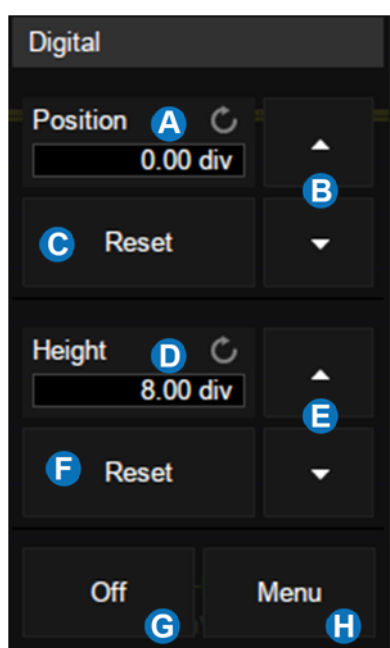 Digital
Position A
0.00 div
B
C Reset
Height D
8.00 div
E
F Reset
Off Menu
G H